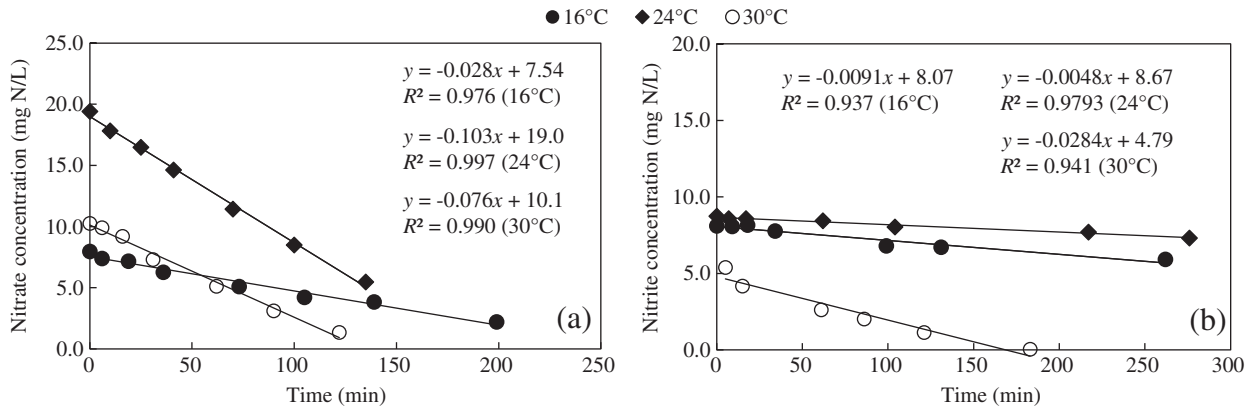 16°C 24°C 30°C
25.0
20.0
15.0
10.0
5.0
0.0
Nitrate concentration (mg N/L)
y = -0.028x + 7.54
R² = 0.976 (16°C)
y = -0.103x + 19.0
R² = 0.997 (24°C)
y = -0.076x + 10.1
R² = 0.990 (30°C)
(a)
0 50 100 150 200 250
Time (min)
20.0
15.0
10.0
5.0
0.0
Nitrite concentration (mg N/L)
y = -0.0091x + 8.07
R² = 0.937 (16°C)
y = -0.0048x + 8.67
R² = 0.9793 (24°C)
y = -0.0284x + 4.79
R² = 0.941 (30°C)
(b)
0 50 100 150 200 250 300
Time (min)